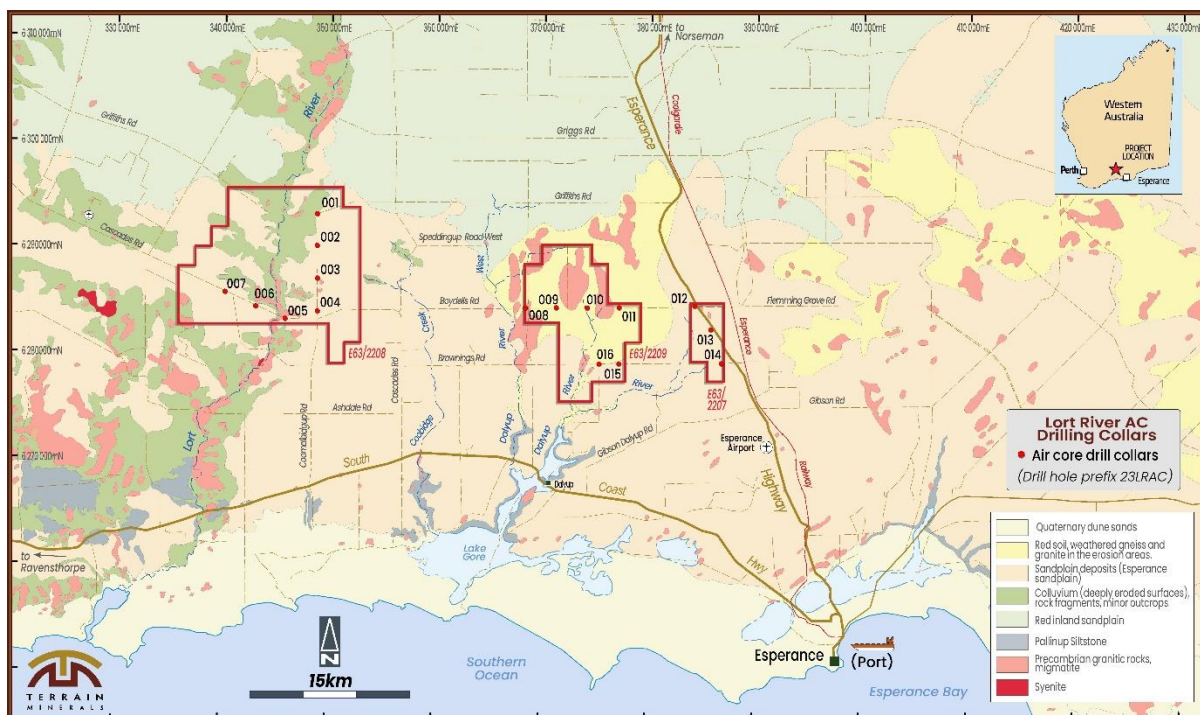 330 000mE
340 000mE
350 000mE
360 000mE
370 000mE
380 000mE
390 000mE
400 000mE
410 000mE
420 000mE
430 000mE
6 310 000mN
6 300 000mN
6 280 000mN
6 280 000mN
6 270 000mN
to
Norseman
Western
Australia
PROJECT
LOCATION
Perth
Esperance
Griffiths Rd
River
Griggs Rd
Esperance
Coolgardie
Griffiths Rd
Cascades Rd
Speddingup Road West
West
001
002
003
004
005
006
007
E63/2208
Boydells Rd
008
009
010
011
012
Flemming Grove Rd
013
014
Esperance
Creek
River
Brownings Rd
016
015
E63/2209
River
River
E63/
2207
Cascades Rd
Coomalbidgup Rd
Ashdale Rd
Coobidge
Dalyup
Dalyup
Gibson Dalyup Rd
Gibson Rd
Esperance
Airport
Lort
South
Coast
Hwy
Highway
Railway
Dalyup
Lake
Gore
to
Ravensthorpe
Lort River AC
Drilling Collars
Air core drill collars
(Drill hole prefix 23LRAC)
Quaternary dune sands
Red soil, weathered gneiss and
granite in the erosion areas.
Sandplain deposits (Esperance
sandplain)
Colluvium (deeply eroded surfaces),
rock fragments, minor outcrops
Red inland sandplain
Pallinup Siltstone
Precambrian granitic rocks,
migmatite
Syenite
N
15km
Southern
Ocean
Esperance
(Port)
Esperance Bay
TERRAIN
MINERALS